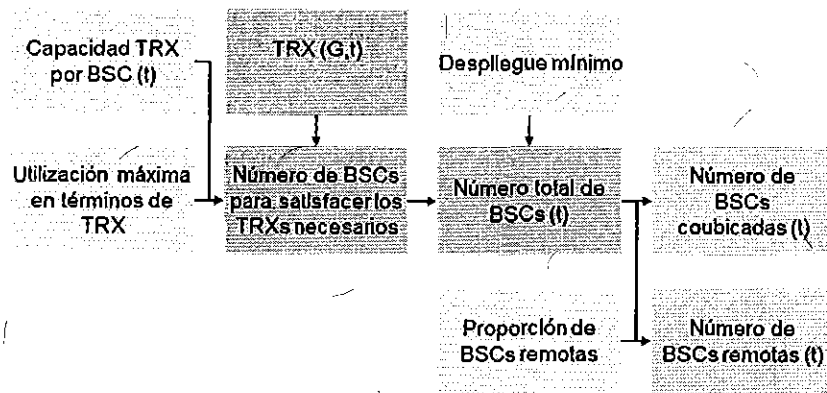 Capacidad TRX
por BSC (t)
TRX (G,t)
Despliegue mínimo
Utilización máxima
en términos de
TRX
Número de BSCs
para satisfacer los
TRXs necesarios
Número total de
BSCs (t)
Número de
BSCs
coubicadas (t)
Proporción de
BSCs remotas
Número de
BSCs remotas (t)